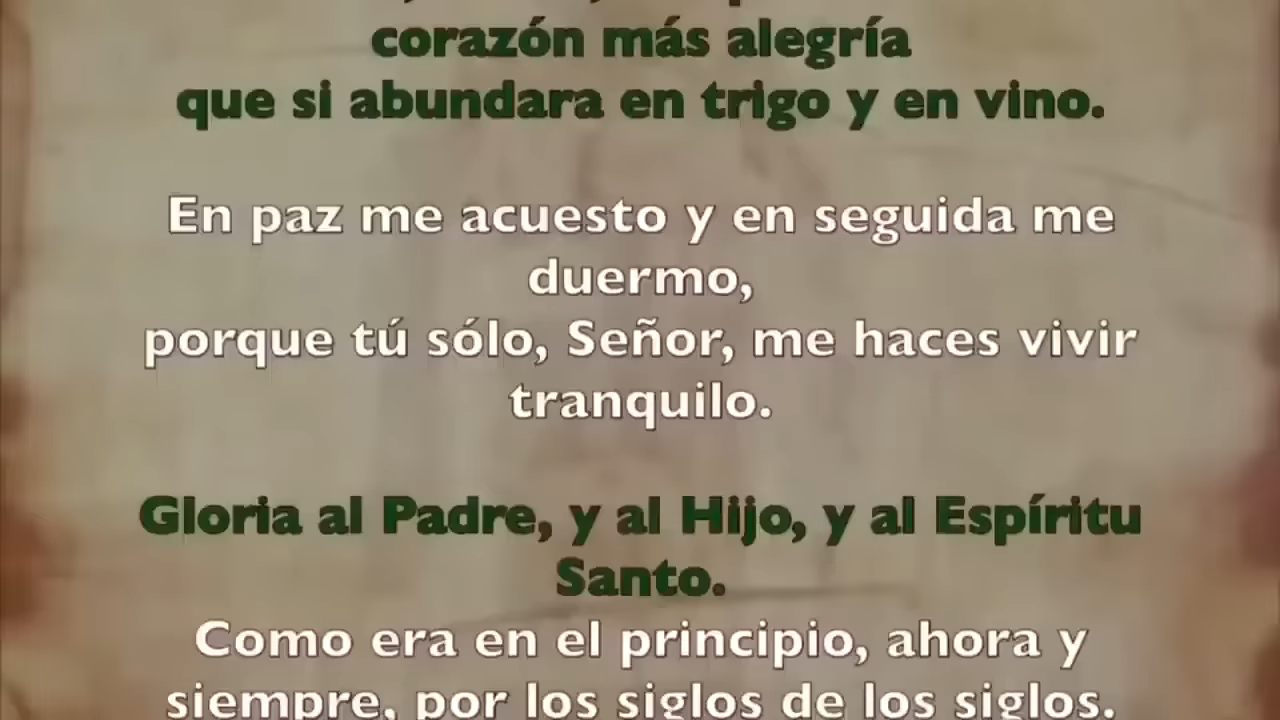 corazón más alegría
que si abundara en trigo y en vino.
En paz me acuesto y en seguida me
duermo,
porque tú sólo, Señor, me haces vivir
tranquilo.
Gloria al Padre, y al Hijo, y al Espíritu
Santo.
Como era en el principio, ahora y
siempre, por los siglos de los siglos.